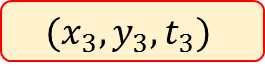 (x₃, y₃, t₃)